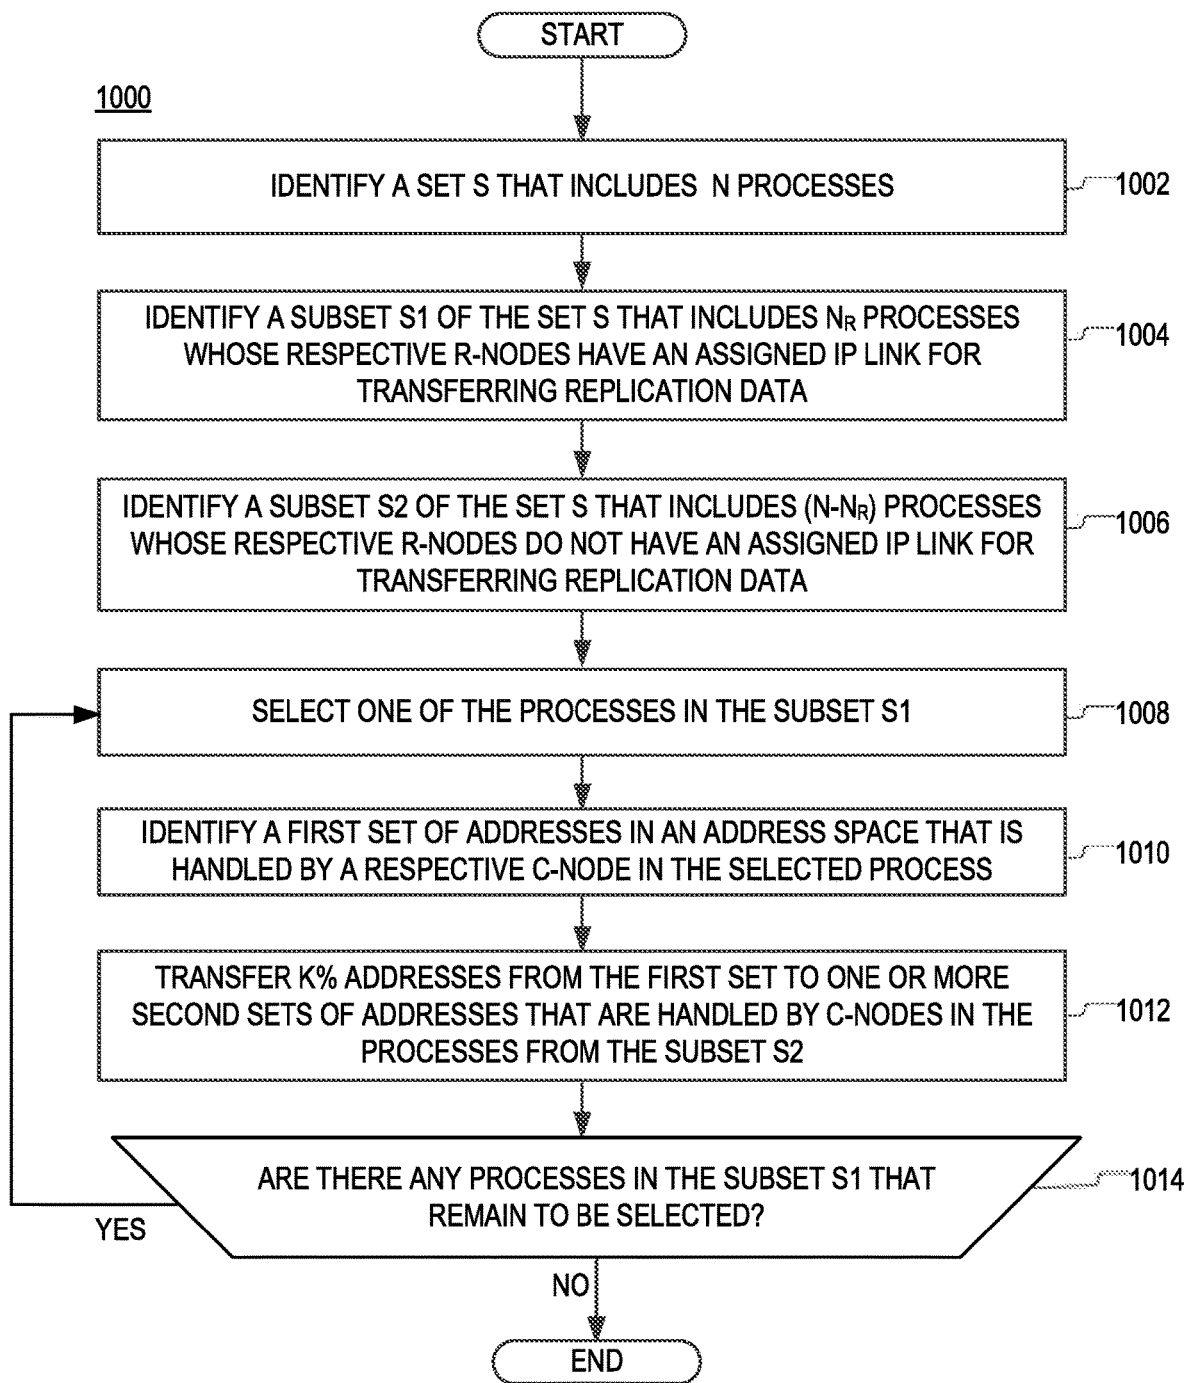 START
1000
IDENTIFY A SET S THAT INCLUDES N PROCESSES
1002
IDENTIFY A SUBSET S1 OF THE SET S THAT INCLUDES NR PROCESSES
WHOSE RESPECTIVE R-NODES HAVE AN ASSIGNED IP LINK FOR
TRANSFERRING REPLICATION DATA
1004
IDENTIFY A SUBSET S2 OF THE SET S THAT INCLUDES (N-NR) PROCESSES
WHOSE RESPECTIVE R-NODES DO NOT HAVE AN ASSIGNED IP LINK FOR
TRANSFERRING REPLICATION DATA
1006
SELECT ONE OF THE PROCESSES IN THE SUBSET S1
1008
IDENTIFY A FIRST SET OF ADDRESSES IN AN ADDRESS SPACE THAT IS
HANDLED BY A RESPECTIVE C-NODE IN THE SELECTED PROCESS
1010
TRANSFER K% ADDRESSES FROM THE FIRST SET TO ONE OR MORE
SECOND SETS OF ADDRESSES THAT ARE HANDLED BY C-NODES IN THE
PROCESSES FROM THE SUBSET S2
1012
ARE THERE ANY PROCESSES IN THE SUBSET S1 THAT
REMAIN TO BE SELECTED?
1014
YES
NO
END